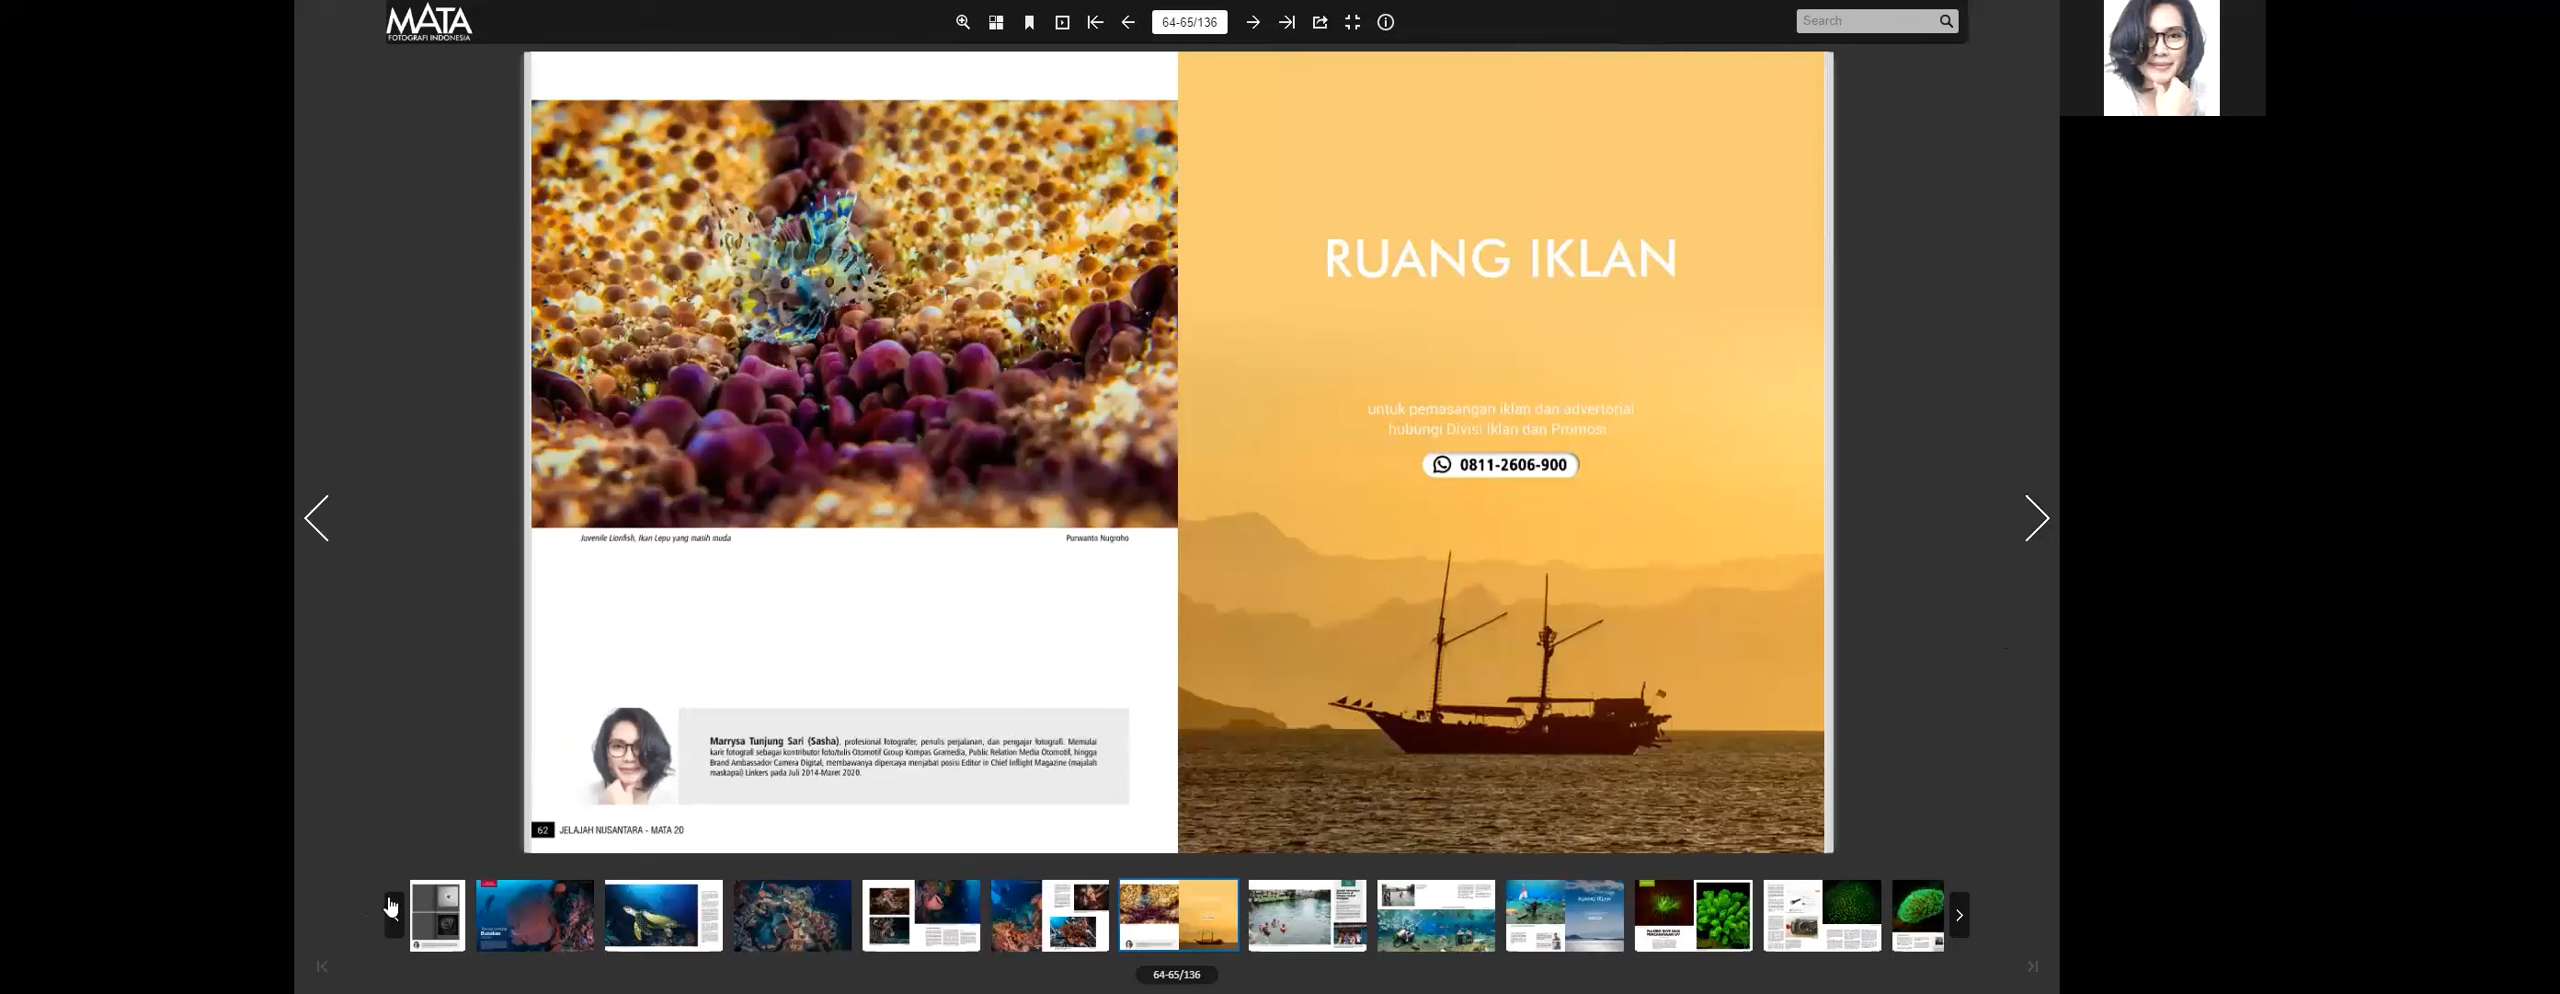 MATA
FOTOGRAFI INDONESIA
64-65/136
Search
RUANG IKLAN
untuk pemasangan iklan dan advertorial
hubungi Divisi Iklan dan Promosi
0811-2606-900
Juvenile Lionfish, Ikan Lepu yang masih muda
Purwanto Nugroho
Marrysa Tunjung Sari (Sasha), profesional fotografer, penulis perjalanan, dan pengajar fotografi. Memulai
karir fotografi sebagai kontributor foto/tulis Otomotif Group Kompas Gramedia, Public Relation Media Otomotif, hingga
Brand Ambassador Camera Digital, membawanya dipercaya menjabat posisi Editor in Chief Inflight Magazine (majalah
maskapai) Linkers pada Juli 2014-Maret 2020.
62 JELAJAH NUSANTARA - MATA 20
RUANG IKLAN
64-65/136